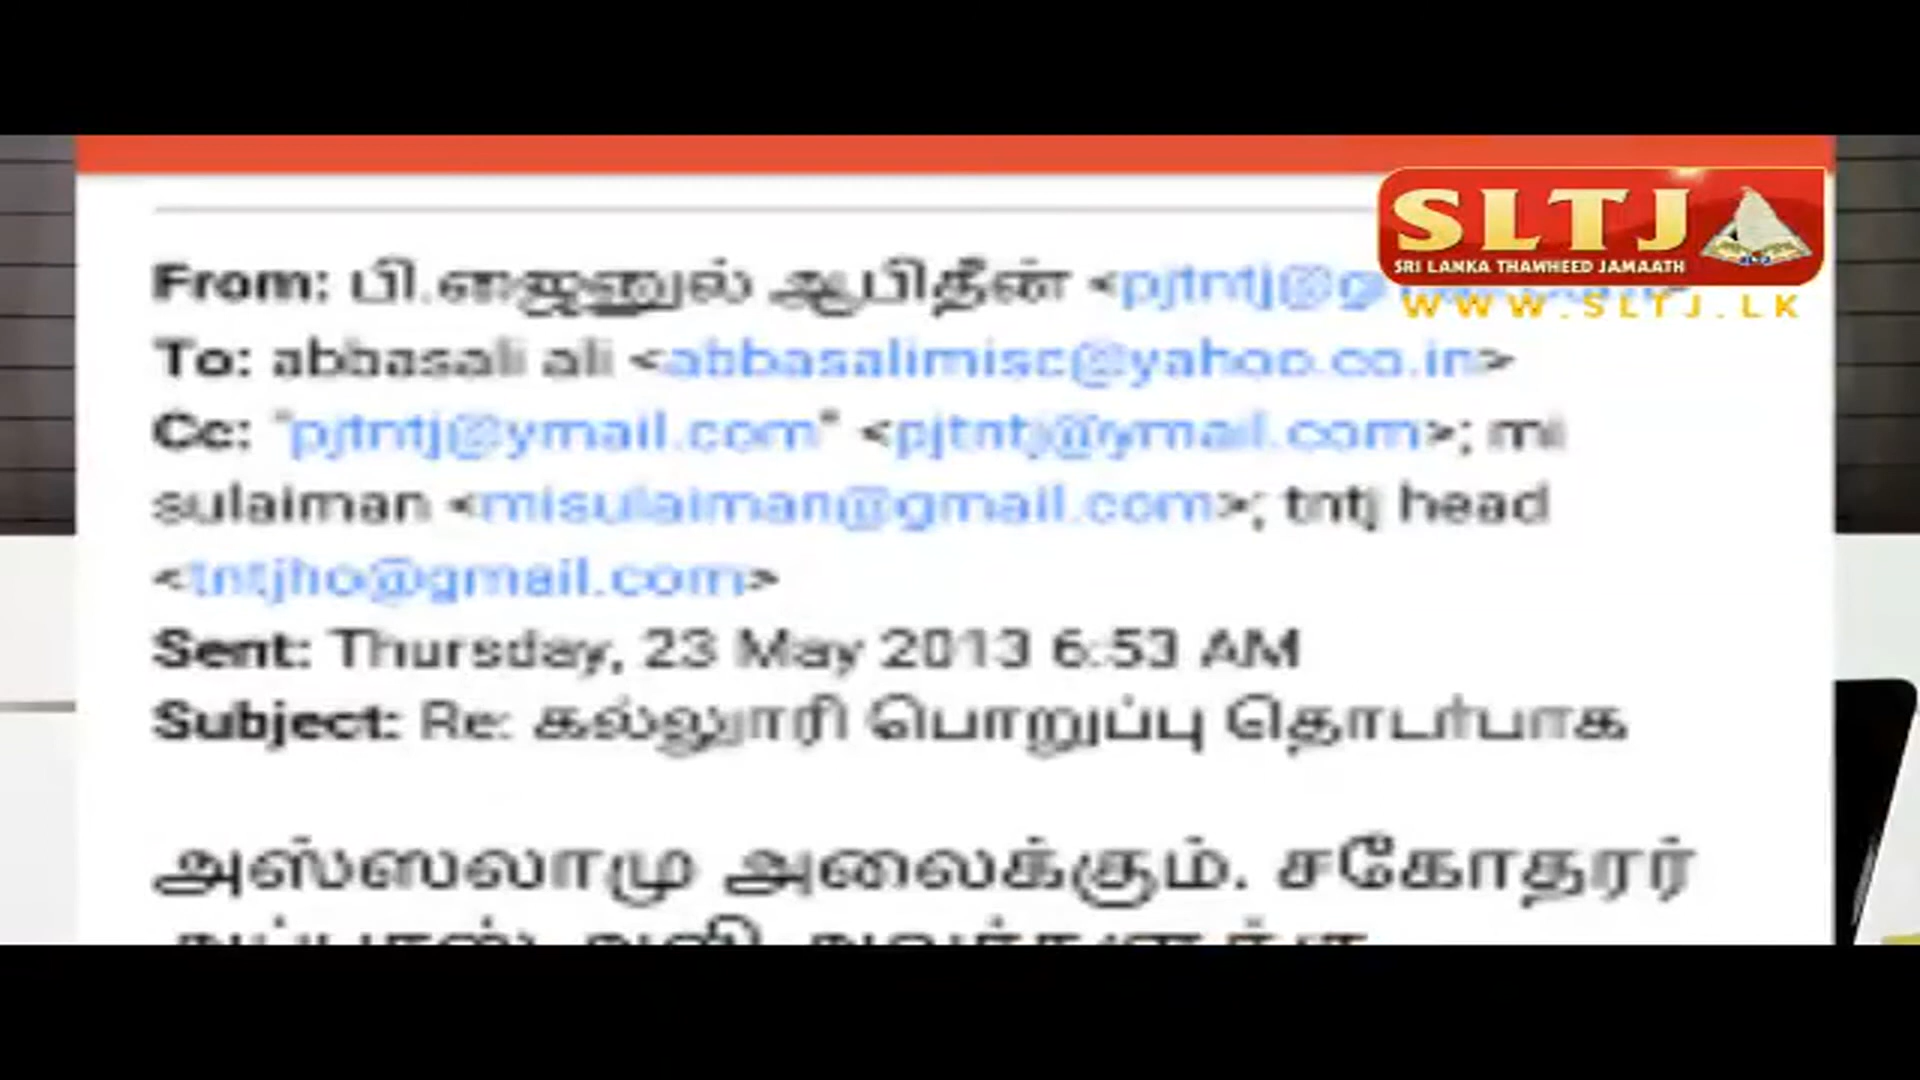 SLTJ
SRI LANKA THAWHEED JAMAATH
WWW.SLTJ.LK
From: பி.ஜைனுல் ஆபிதீன்
To: abbasali ali <abbasalimisc@yahoo.co.in>
Cc: "pjtntj@ymail.com" <pjtntj@ymail.com>; mi
sulaiman <misulaiman@gmail.com>; tntj head
<tntjho@gmail.com>
Sent: Thursday, 23 May 2013 6:53 AM
Subject: Re: கல்லூரி பொறுப்பு தொடர்பாக
அஸ்ஸலாமு அலைக்கும். சகோதரர்